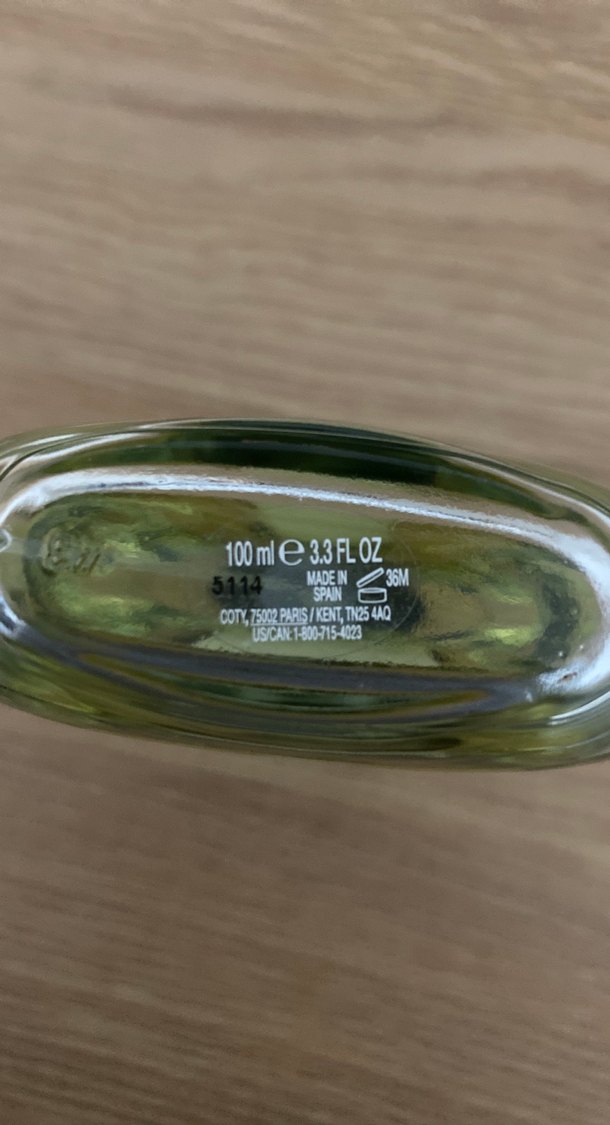 100 ml e 3.3 FL OZ
5114
MADE IN
SPAIN
36M
COTY, 75002 PARIS / KENT, TN25 4AQ
US/CAN: 1-800-715-4023